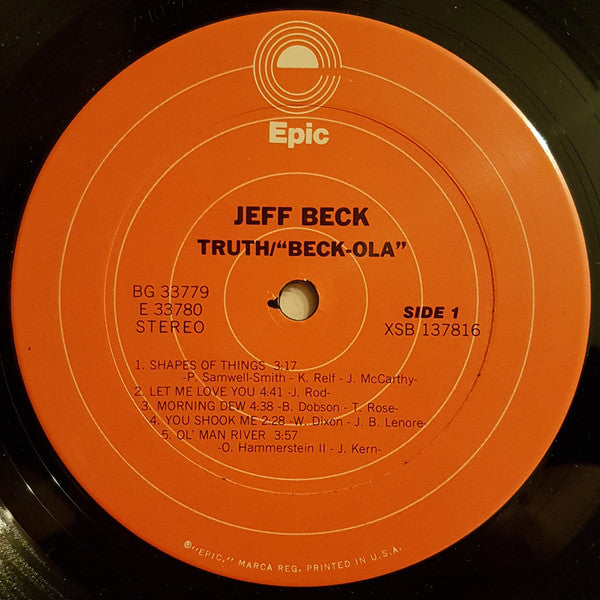 Epic
JEFF BECK
TRUTH/“BECK-OLA”
BG 33779
E 33780
STEREO
SIDE 1
XSB 137816
1. SHAPES OF THINGS 3:17
-P. Samwell-Smith - K. Relf - J. McCarthy-
2. LET ME LOVE YOU 4:41 -J. Rod-
3. MORNING DEW 4:38 -B. Dobson - T. Rose-
4. YOU SHOOK ME 2:28 -W. Dixon - J. B. Lenore-
5. OL' MAN RIVER 3:57
-O. Hammerstein II - J. Kern-
®"EPIC," MARCA REG. PRINTED IN U.S.A.